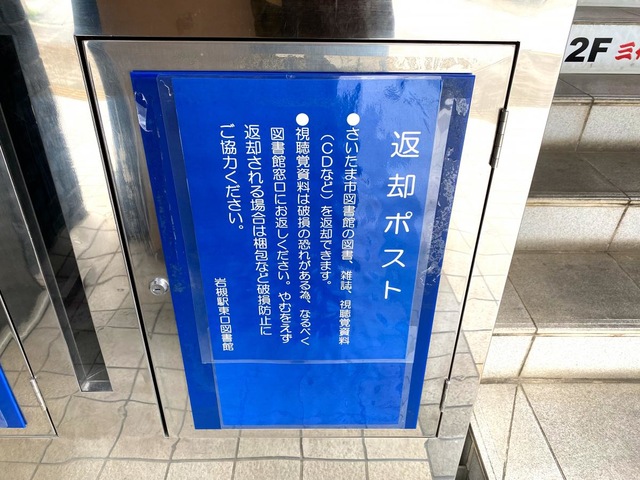 返却ポスト
●さいたま市図書館の図書、雑誌、視聴覚資料
（ＣＤなど）を返却できます。
●視聴覚資料は破損の恐れがある為、なるべく
図書館窓口にお返しください。やむをえず
返却される場合は梱包など破損防止に
ご協力ください。
岩槻駅東口図書館
2F